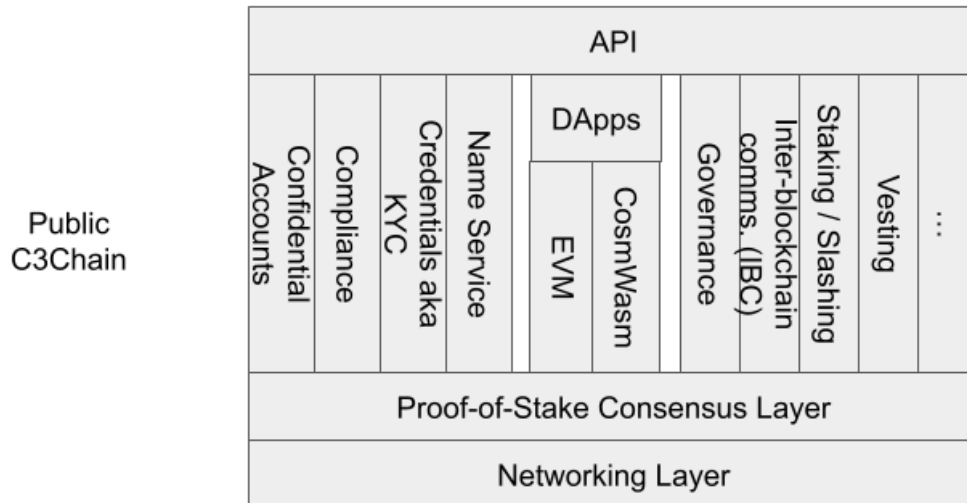 API
Public
C3Chain
Confidential
Accounts
Compliance
Credentials aka
KYC
Name Service
DApps
EVM
CosmWasm
Governance
Inter-blockchain
comms. (IBC)
Staking / Slashing
Vesting
...
Proof-of-Stake Consensus Layer
Networking Layer